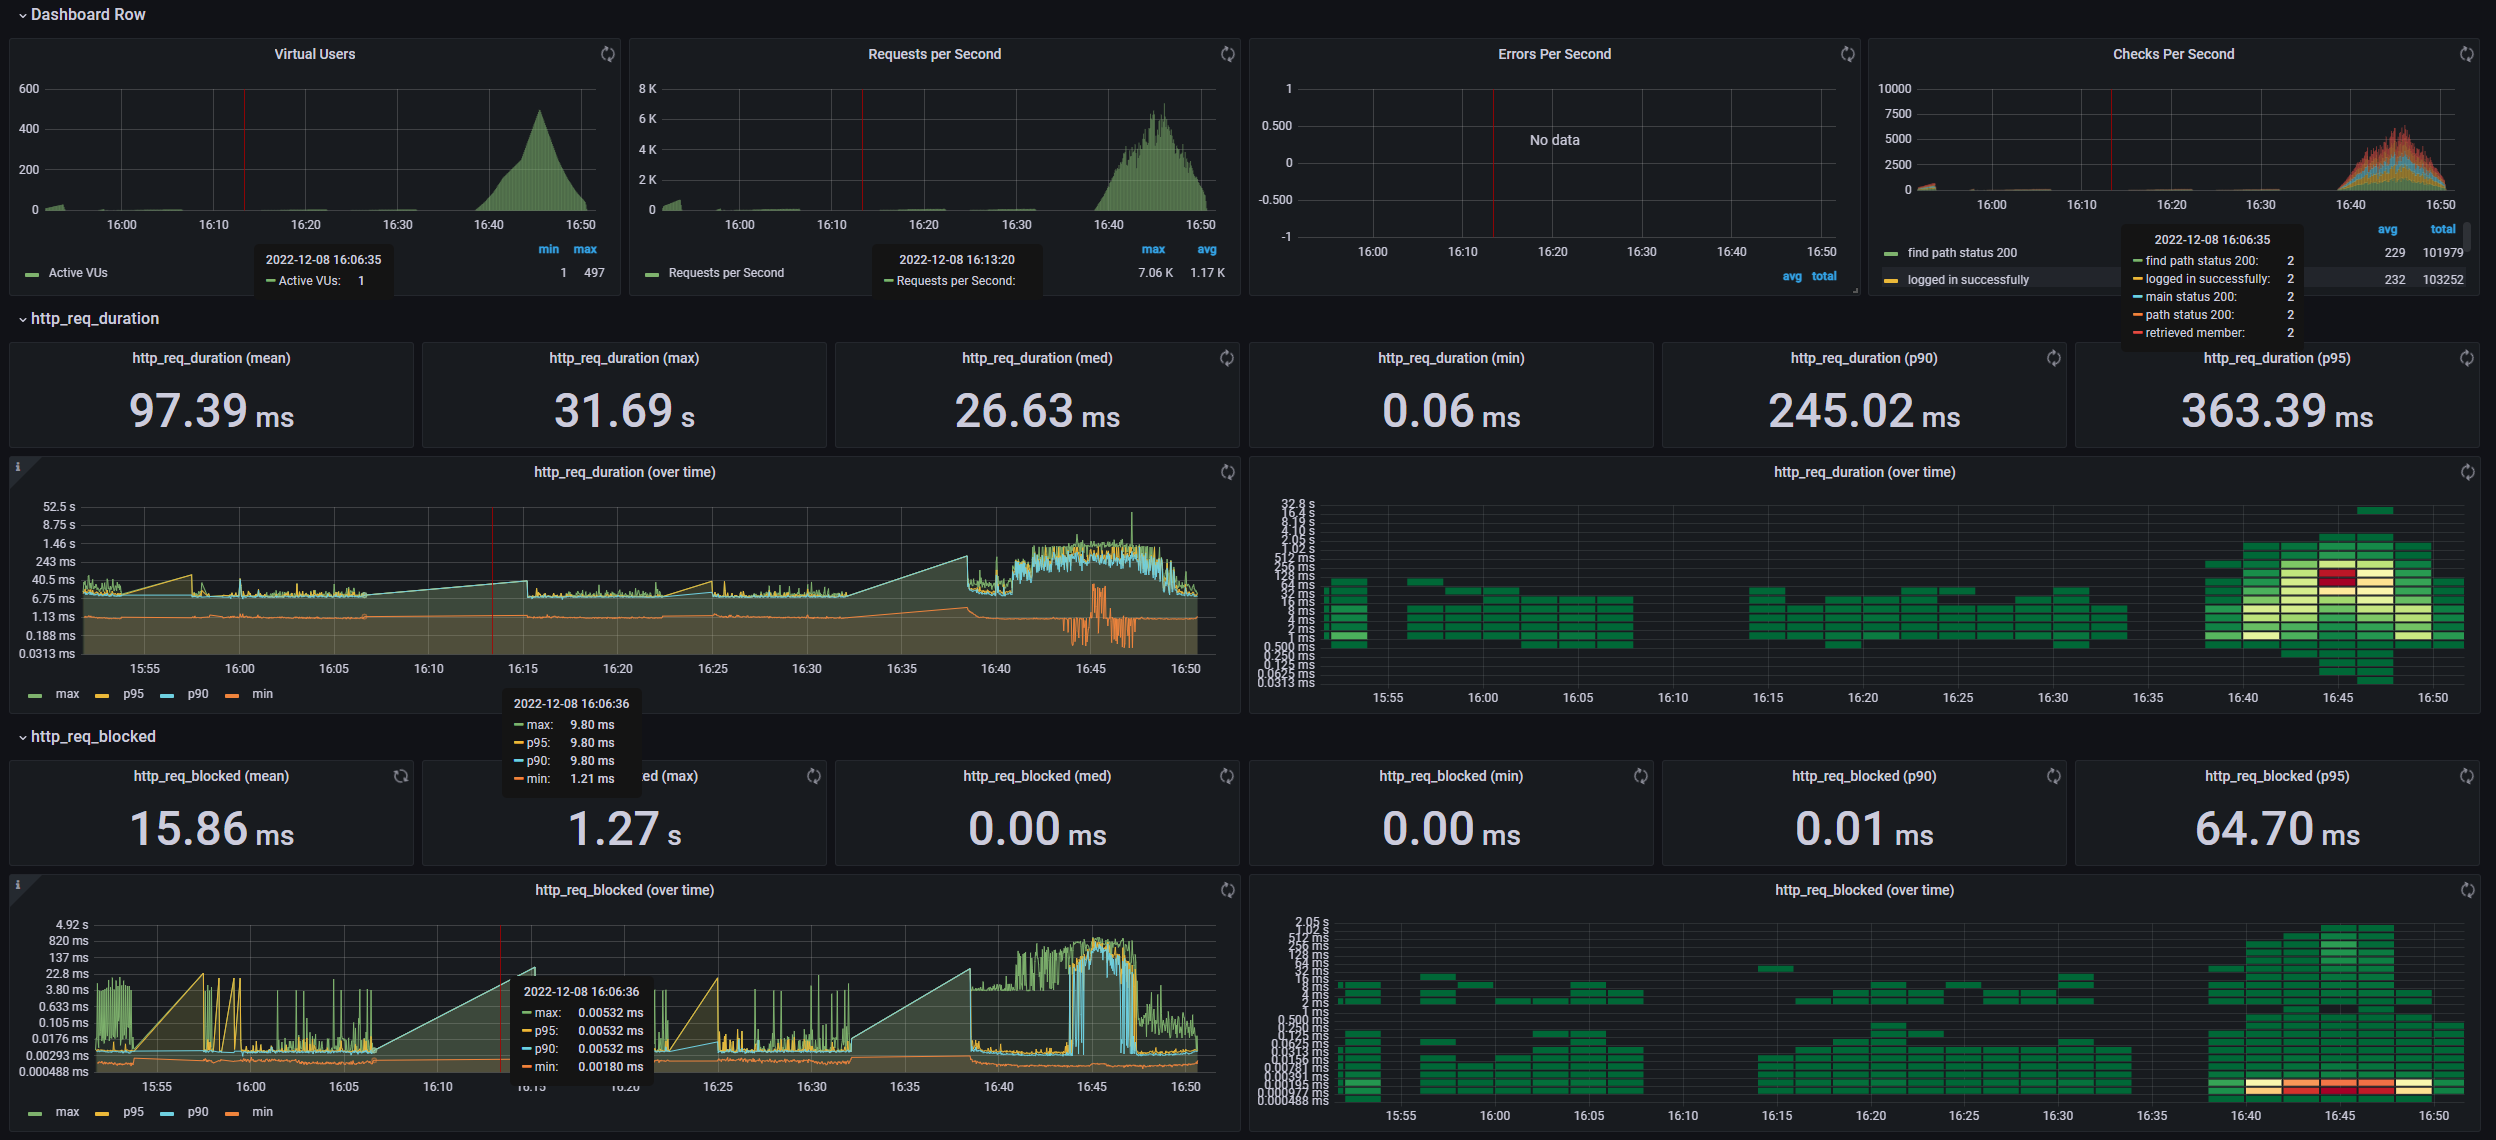 Dashboard Row
Virtual Users
600
400
200
0
16:00 16:10 16:20 16:30 16:40 16:50
min max
Active VUs 1 497
2022-12-08 16:06:35
Active VUs: 1
Requests per Second
8 K
6 K
4 K
2 K
0
16:00 16:10 16:20 16:30 16:40 16:50
max avg
Requests per Second 7.06 K 1.17 K
2022-12-08 16:13:20
Requests per Second:
Errors Per Second
1
0.500
0
-0.500
-1
No data
16:00 16:10 16:20 16:30 16:40 16:50
avg total
Checks Per Second
10000
7500
5000
2500
0
16:00 16:10 16:20 16:30 16:40 16:50
avg total
find path status 200 229 101979
logged in successfully 232 103252
2022-12-08 16:06:35
find path status 200: 2
logged in successfully: 2
main status 200: 2
path status 200: 2
retrieved member: 2
http_req_duration
http_req_duration (mean)
97.39 ms
http_req_duration (max)
31.69 s
http_req_duration (med)
26.63 ms
http_req_duration (min)
0.06 ms
http_req_duration (p90)
245.02 ms
http_req_duration (p95)
363.39 ms
http_req_duration (over time)
52.5 s
8.75 s
1.46 s
243 ms
40.5 ms
6.75 ms
1.13 ms
0.188 ms
0.0313 ms
15:55 16:00 16:05 16:10 16:15 16:20 16:25 16:30 16:35 16:40 16:45 16:50
max p95 p90 min
2022-12-08 16:06:36
max: 9.80 ms
p95: 9.80 ms
p90: 9.80 ms
min: 1.21 ms
http_req_duration (over time)
32.8 s
16.4 s
8.19 s
4.10 s
2.05 s
1.02 s
512 ms
256 ms
128 ms
64 ms
32 ms
16 ms
8 ms
4 ms
2 ms
1 ms
0.500 ms
0.250 ms
0.125 ms
0.0625 ms
0.0313 ms
15:55 16:00 16:05 16:10 16:15 16:20 16:25 16:30 16:35 16:40 16:45 16:50
http_req_blocked
http_req_blocked (mean)
15.86 ms
ed (max)
1.27 s
http_req_blocked (med)
0.00 ms
http_req_blocked (min)
0.00 ms
http_req_blocked (p90)
0.01 ms
http_req_blocked (p95)
64.70 ms
http_req_blocked (over time)
4.92 s
820 ms
137 ms
22.8 ms
3.80 ms
0.633 ms
0.105 ms
0.0176 ms
0.00293 ms
0.000488 ms
15:55 16:00 16:05 16:10 16:15 16:20 16:25 16:30 16:35 16:40 16:45 16:50
max p95 p90 min
2022-12-08 16:06:36
max: 0.00532 ms
p95: 0.00532 ms
p90: 0.00532 ms
min: 0.00180 ms
http_req_blocked (over time)
2.05 s
1.02 s
512 ms
256 ms
128 ms
64 ms
32 ms
16 ms
8 ms
4 ms
2 ms
1 ms
0.500 ms
0.250 ms
0.125 ms
0.0625 ms
0.0313 ms
0.0156 ms
0.00781 ms
0.00391 ms
0.00195 ms
0.000977 ms
0.000488 ms
15:55 16:00 16:05 16:10 16:15 16:20 16:25 16:30 16:35 16:40 16:45 16:50